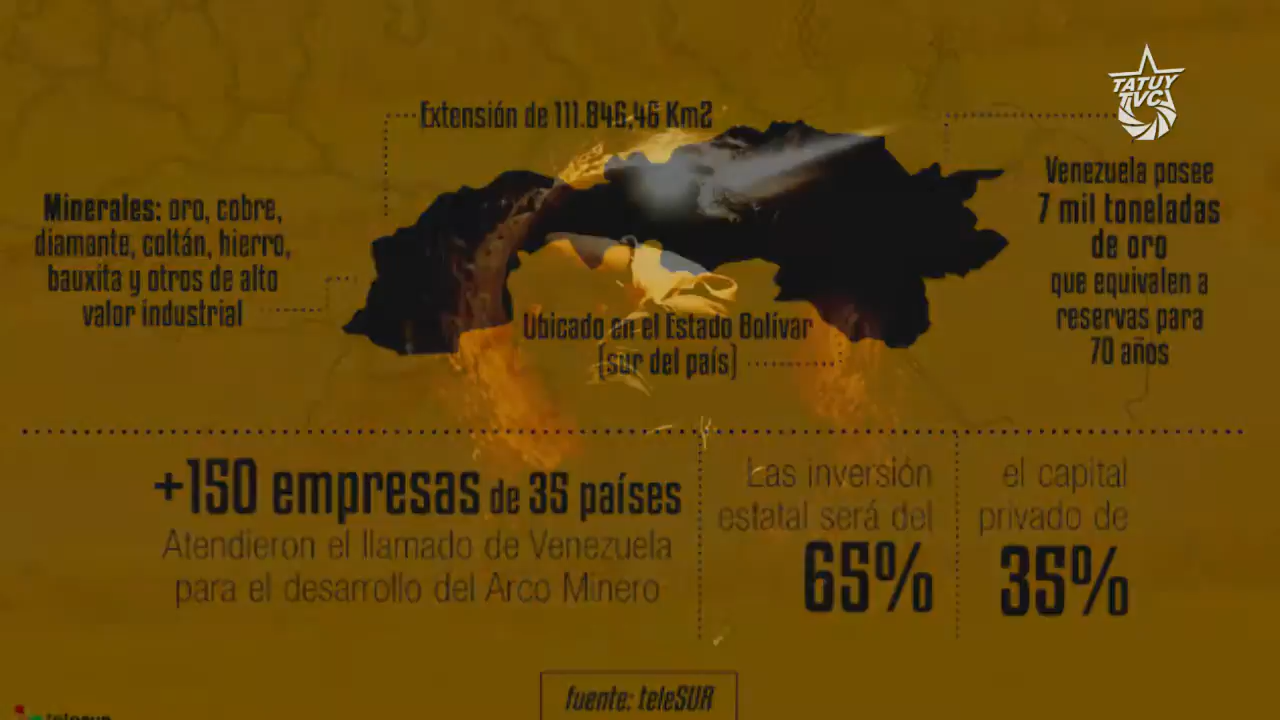 TATUY
TVC
Extensión de 111.846,46 Km2
Minerales: oro, cobre,
diamante, coltán, hierro,
bauxita y otros de alto
valor industrial
Venezuela posee
7 mil toneladas
de oro
que equivalen a
reservas para
70 años
Ubicado en el Estado Bolívar
(sur del país)
+150 empresas de 35 países
Atendieron el llamado de Venezuela
para el desarrollo del Arco Minero
Las inversión
estatal será del
65%
el capital
privado de
35%
fuente: teleSUR
telesur